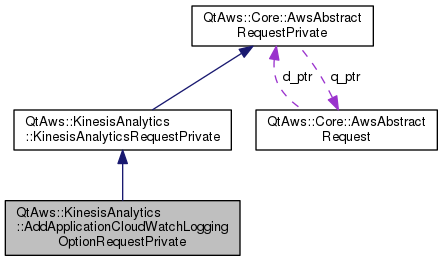 QtAws::Core::AwsAbstract
RequestPrivate
d_ptr
q_ptr
QtAws::KinesisAnalytics
::KinesisAnalyticsRequestPrivate
QtAws::Core::AwsAbstract
Request
QtAws::KinesisAnalytics
::AddApplicationCloudWatchLogging
OptionRequestPrivate